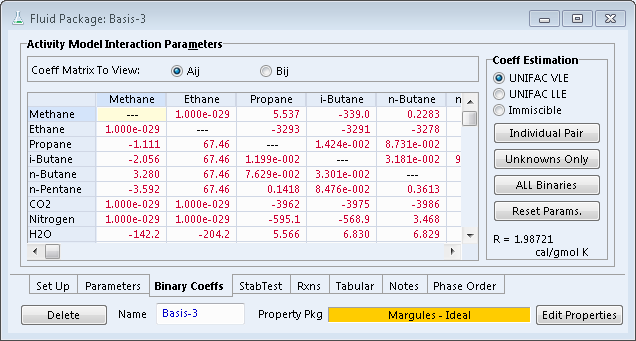 Fluid Package: Basis-3
Activity Model Interaction Parameters
Coeff Matrix To View: Aij Bij
Methane Ethane Propane i-Butane n-Butane n
Methane --- 1.000e-029 5.537 -339.0 0.2283
Ethane 1.000e-029 --- -3293 -3291 -3278
Propane -1.111 67.46 --- 1.424e-002 8.731e-002
i-Butane -2.056 67.46 1.199e-002 --- 3.181e-002 9
n-Butane 3.280 67.46 7.629e-002 3.301e-002 ---
n-Pentane -3.592 67.46 0.1418 8.476e-002 0.3613
CO2 1.000e-029 1.000e-029 -3962 -3975 -3986
Nitrogen 1.000e-029 1.000e-029 -595.1 -568.9 3.468
H2O -142.2 -204.2 5.566 6.830 6.829
Coeff Estimation
UNIFAC VLE
UNIFAC LLE
Immiscible
Individual Pair
Unknowns Only
ALL Binaries
Reset Params.
R = 1.98721
cal/gmol K
Set Up Parameters Binary Coeffs StabTest Rxns Tabular Notes Phase Order
Delete Name Basis-3 Property Pkg Margules - Ideal Edit Properties